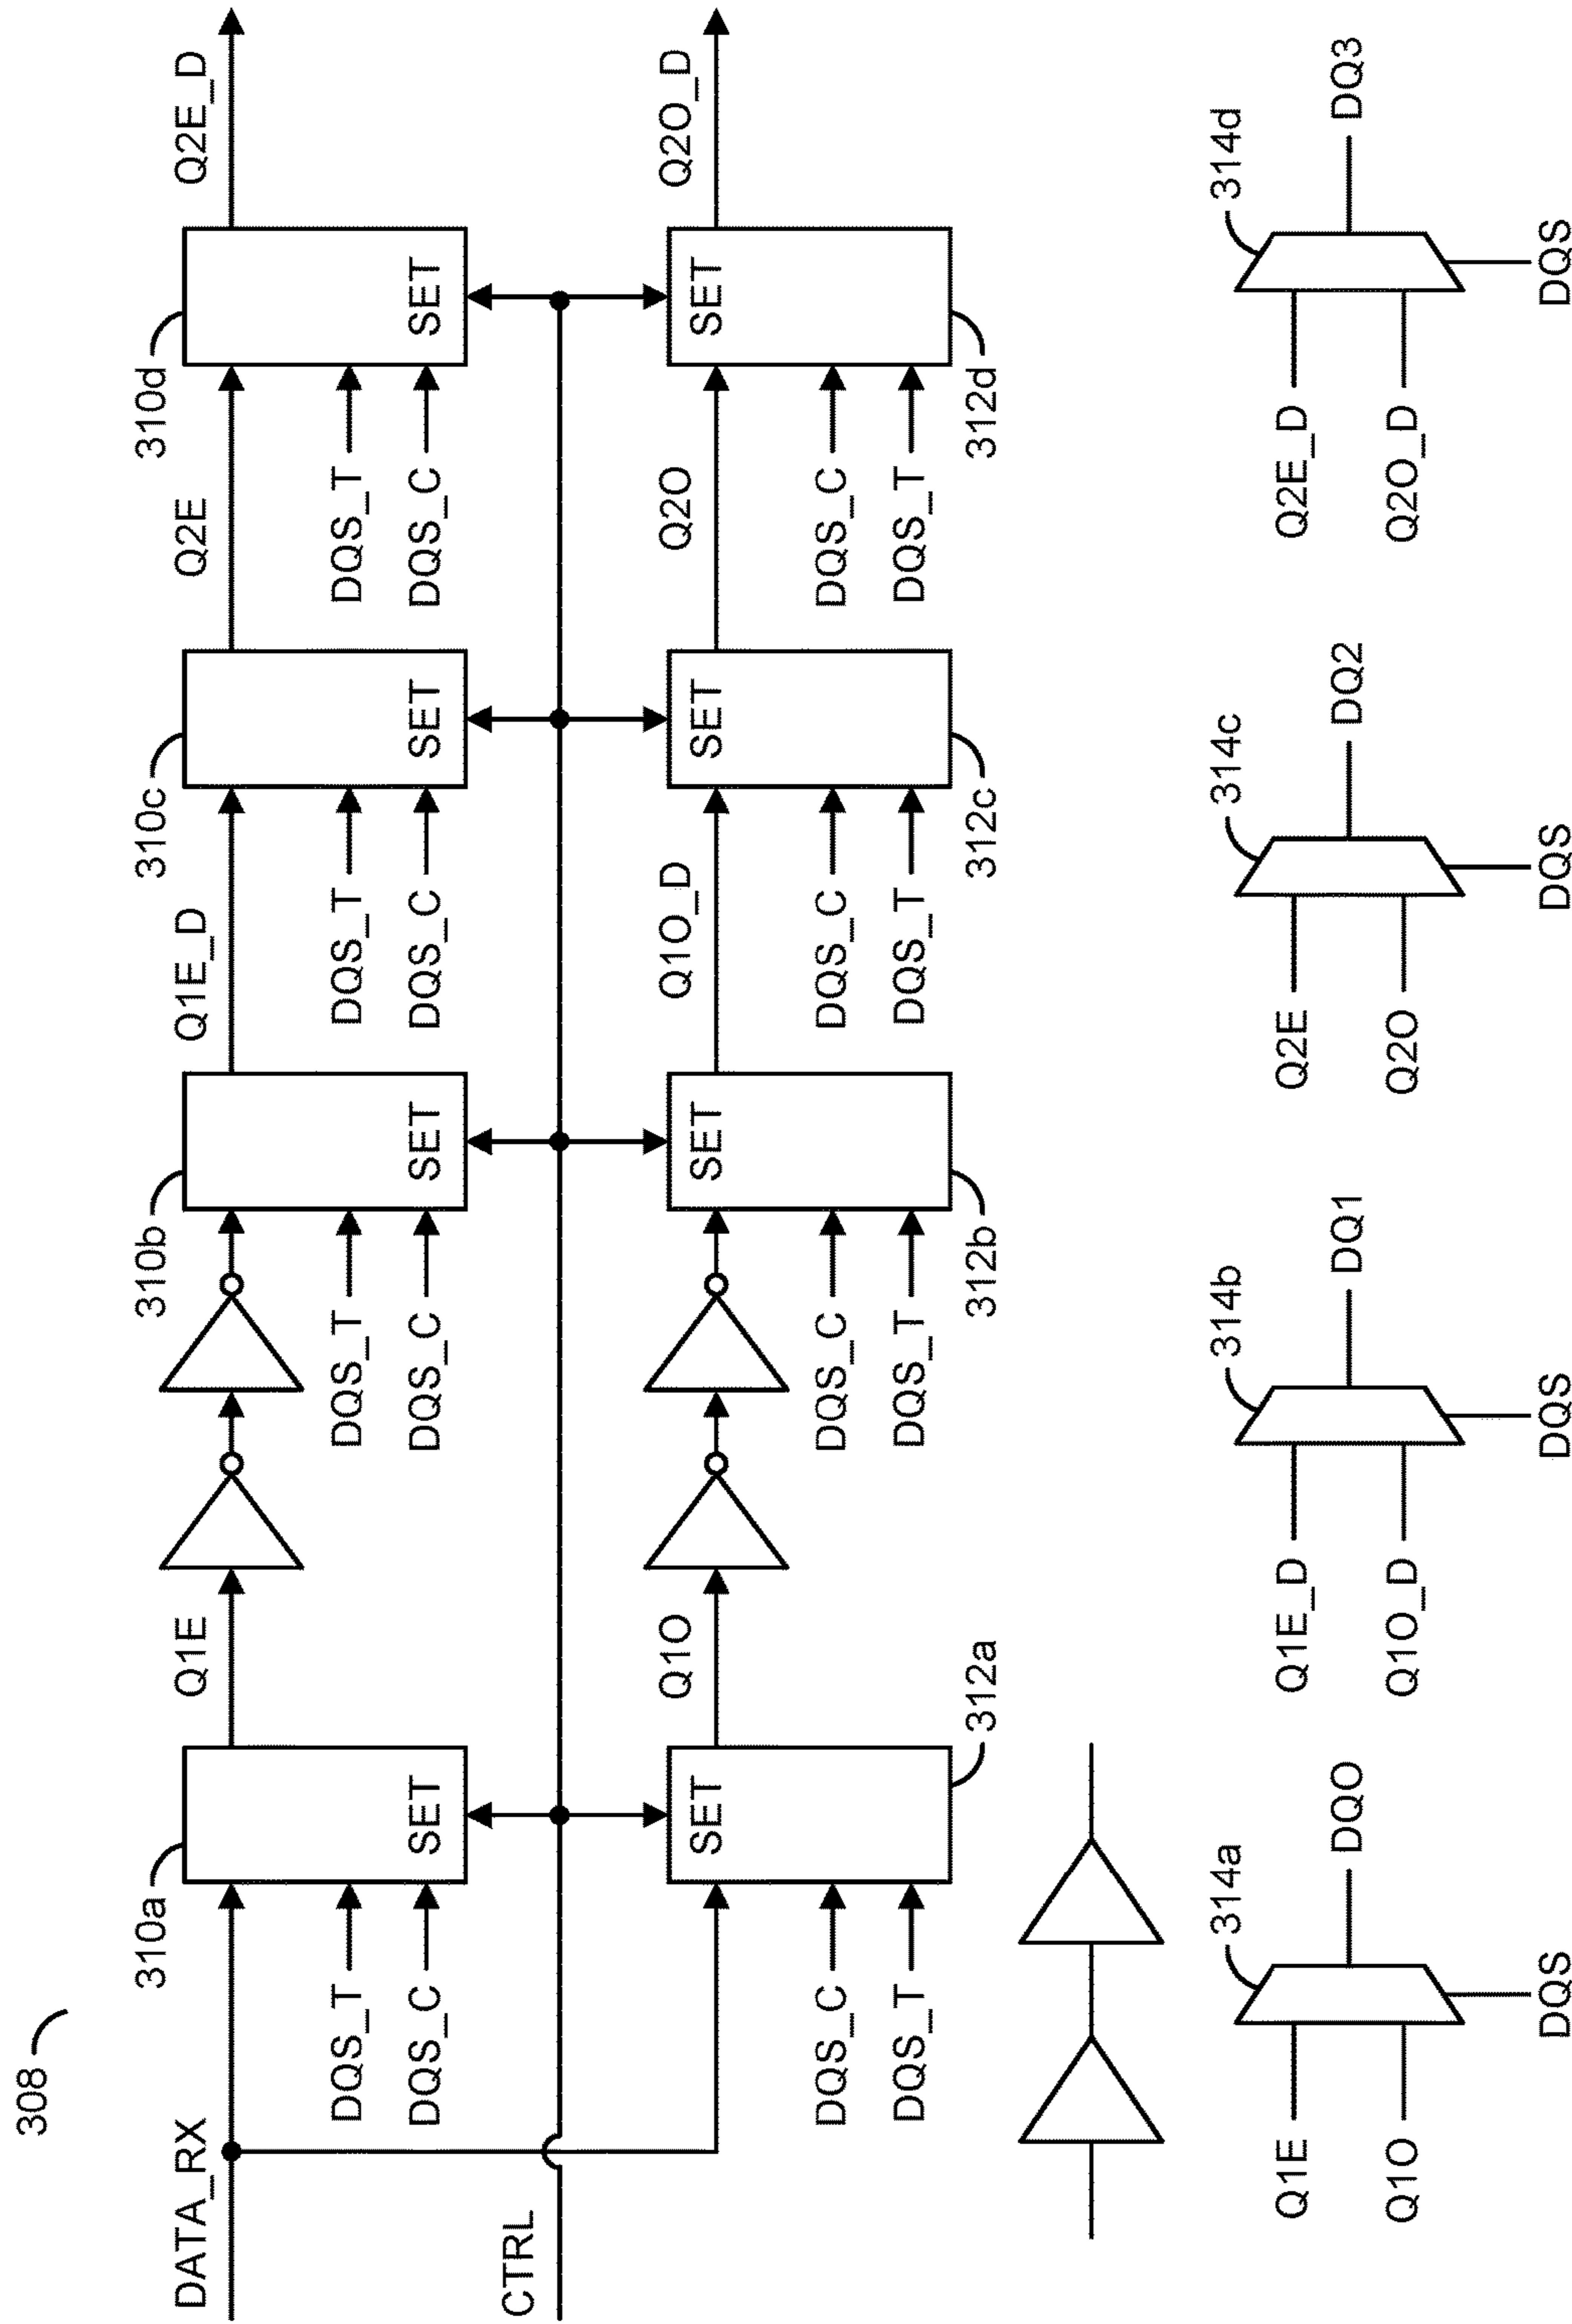 308
310a
310b
310c
310d
DATA_RX
Q1E
Q1E_D
Q2E
Q2E_D
DQS_T
DQS_T
DQS_T
DQS_T
DQS_C
DQS_C
DQS_C
DQS_C
SET
SET
SET
SET
CTRL
SET
SET
SET
SET
Q1O
Q1O_D
Q2O
Q2O_D
DQS_C
DQS_C
DQS_C
DQS_C
DQS_T
DQS_T
DQS_T
DQS_T
312a
312b
312c
312d
314a
314b
314c
314d
Q1E
Q1E_D
Q2E
Q2E_D
DQO
DQ1
DQ2
DQ3
Q1O
Q1O_D
Q2O
Q2O_D
DQS
DQS
DQS
DQS